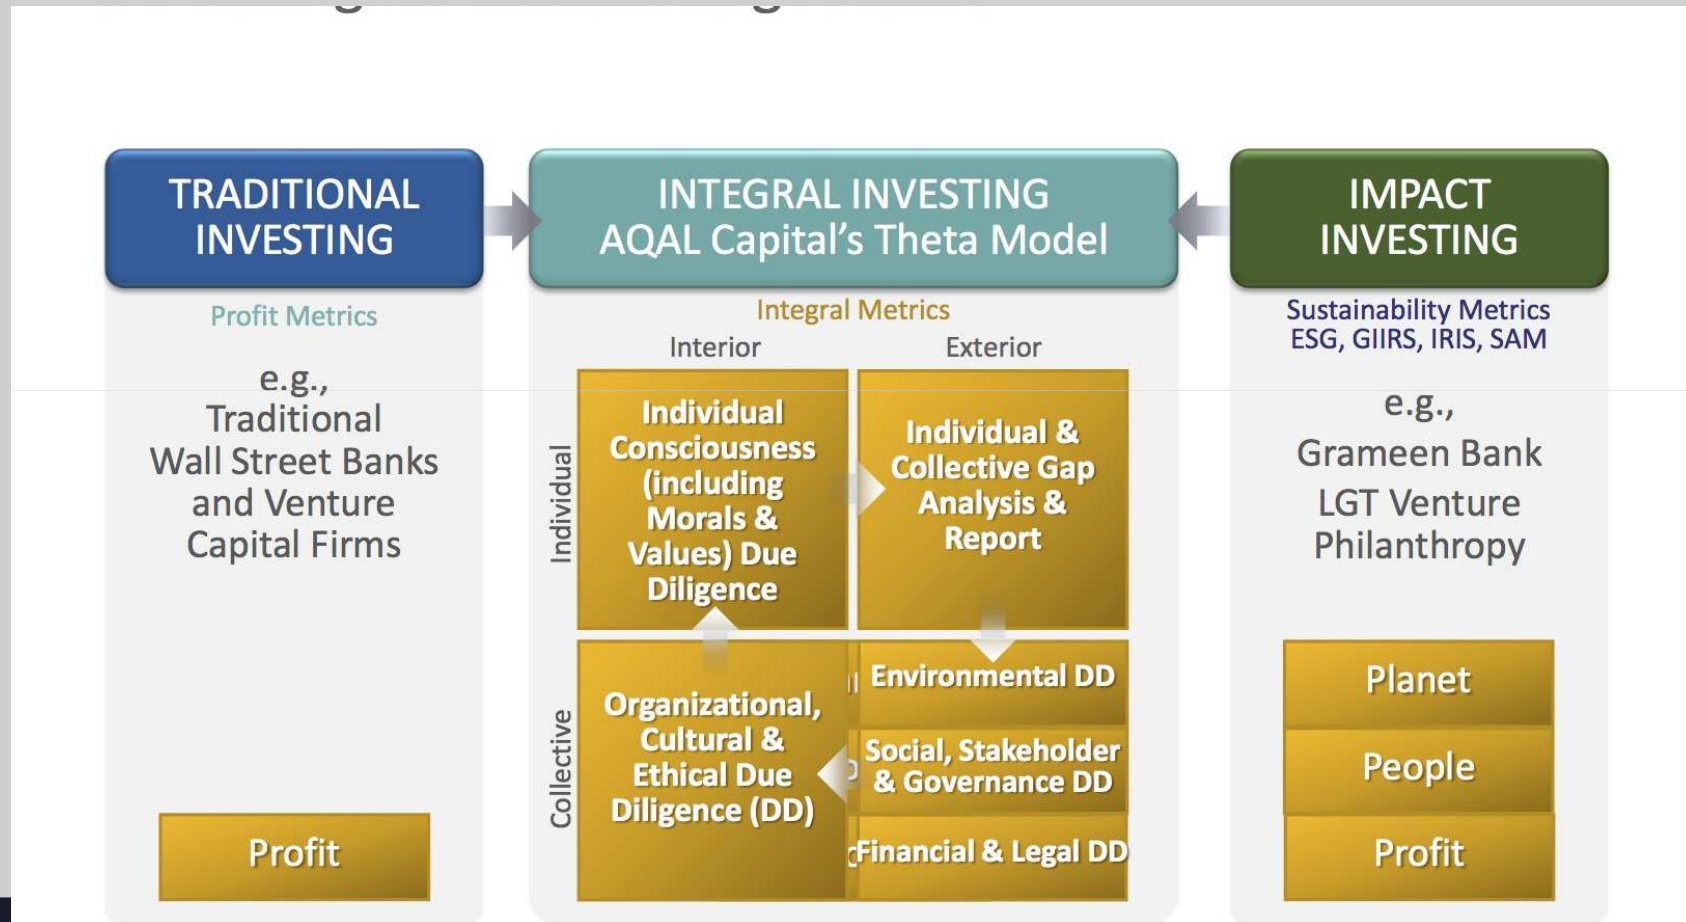 TRADITIONAL
INVESTING
Profit Metrics
e.g.,
Traditional
Wall Street Banks
and Venture
Capital Firms
Profit
INTEGRAL INVESTING
AQAL Capital's Theta Model
Integral Metrics
Interior
Exterior
Individual
Individual
Consciousness
(including
Morals &
Values) Due
Diligence
Individual &
Collective Gap
Analysis &
Report
Collective
Organizational,
Cultural &
Ethical Due
Diligence (DD)
Environmental DD
Social, Stakeholder
& Governance DD
Financial & Legal DD
IMPACT
INVESTING
Sustainability Metrics
ESG, GIIRS, IRIS, SAM
e.g.,
Grameen Bank
LGT Venture
Philanthropy
Planet
People
Profit